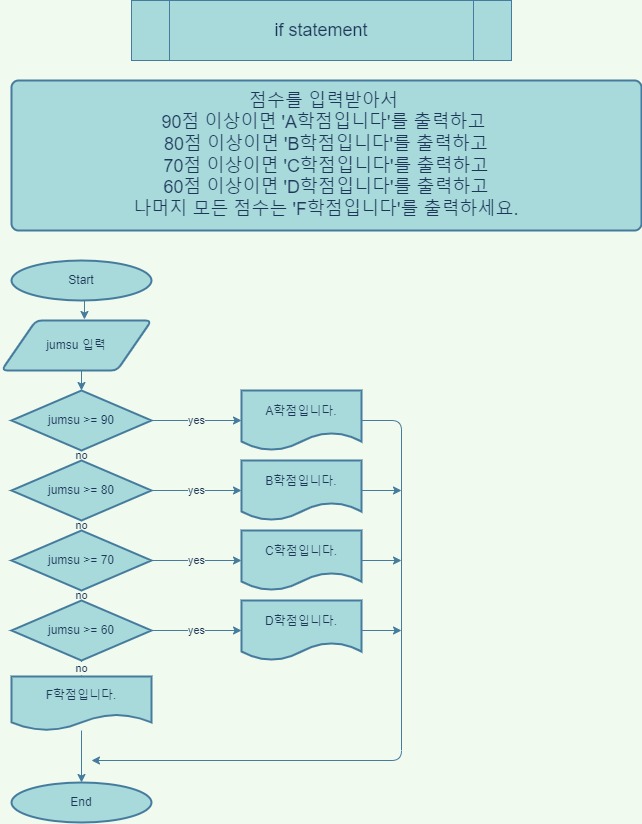 if statement
점수를 입력받아서
90점 이상이면 'A학점입니다'를 출력하고
80점 이상이면 'B학점입니다'를 출력하고
70점 이상이면 'C학점입니다'를 출력하고
60점 이상이면 'D학점입니다'를 출력하고
나머지 모든 점수는 'F학점입니다'를 출력하세요.
Start
jumsu 입력
jumsu >= 90
yes
A학점입니다.
no
jumsu >= 80
yes
B학점입니다.
no
jumsu >= 70
yes
C학점입니다.
no
jumsu >= 60
yes
D학점입니다.
no
F학점입니다.
End